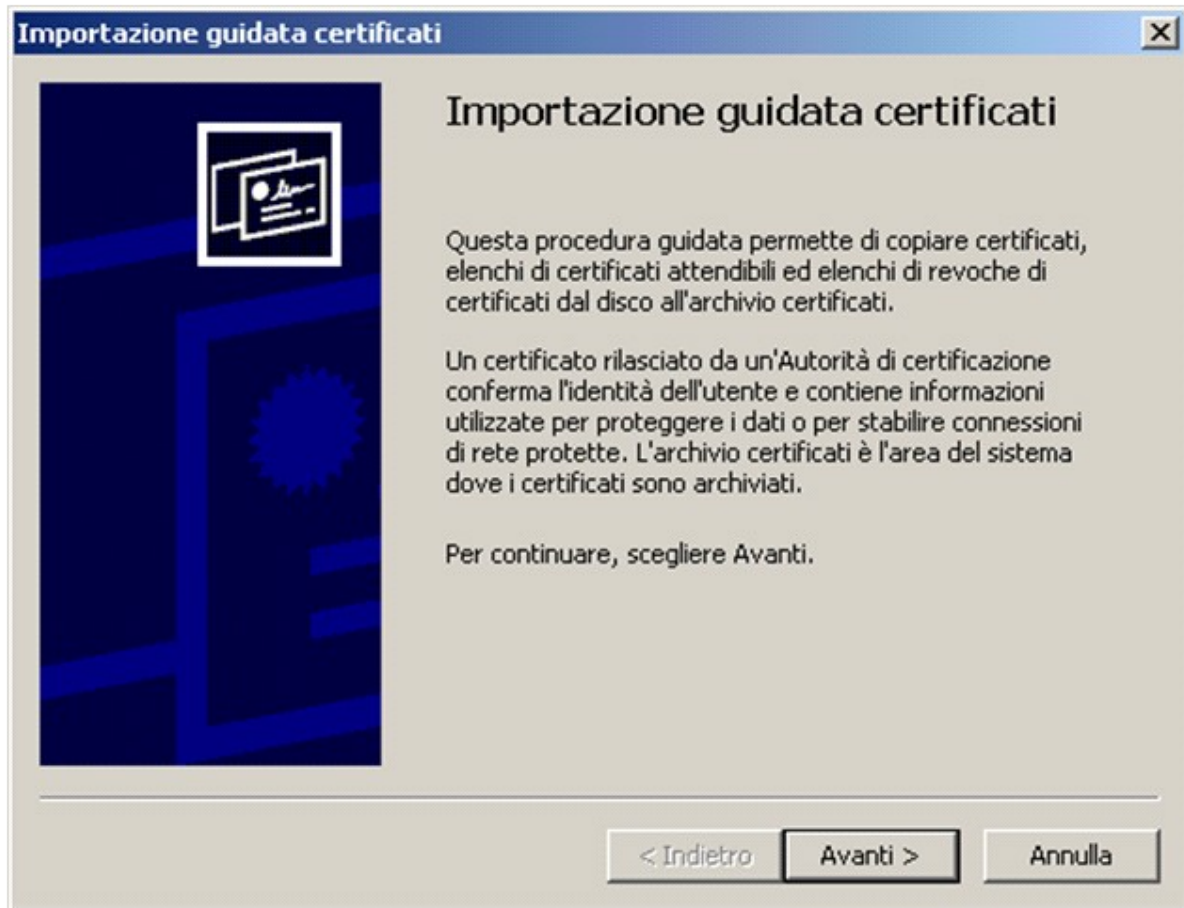 Importazione guidata certificati
Importazione guidata certificati
Questa procedura guidata permette di copiare certificati,
elenchi di certificati attendibili ed elenchi di revoche di
certificati dal disco all'archivio certificati.
Un certificato rilasciato da un'Autorità di certificazione
conferma l'identità dell'utente e contiene informazioni
utilizzate per proteggere i dati o per stabilire connessioni
di rete protette. L'archivio certificati è l'area del sistema
dove i certificati sono archiviati.
Per continuare, scegliere Avanti.
< Indietro
Avanti >
Annulla